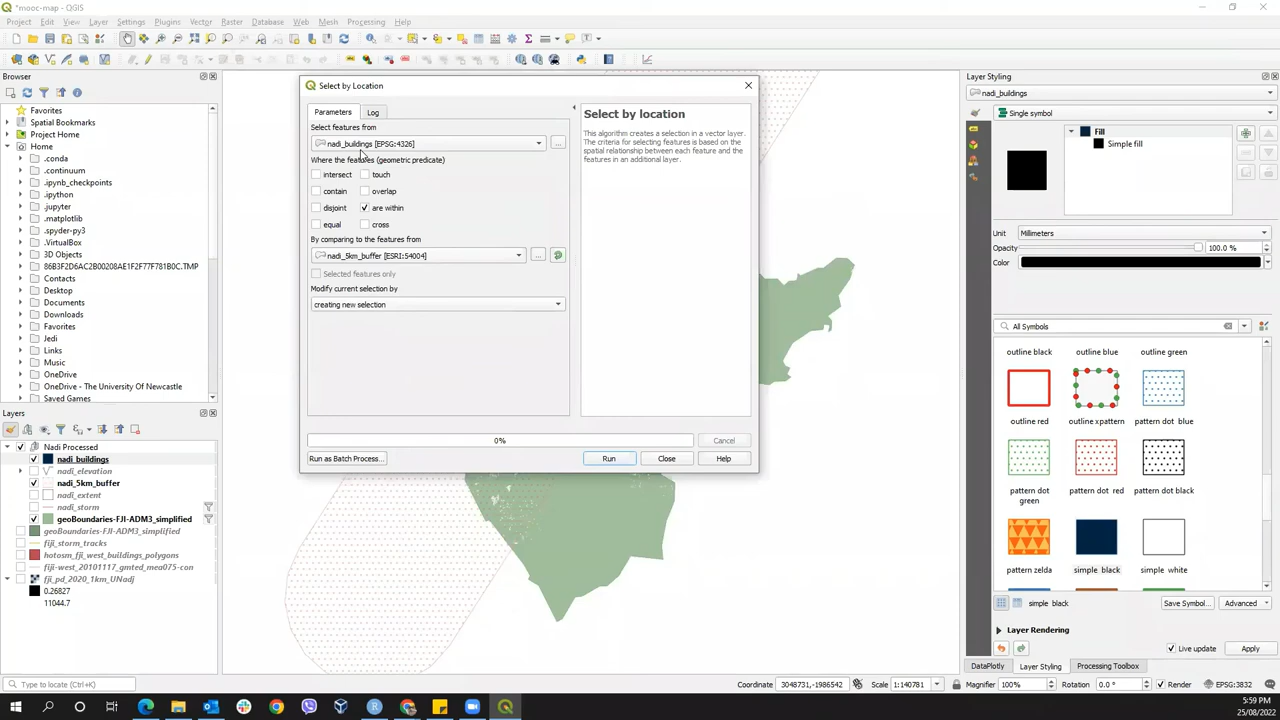 *mooc-map — QGIS
Project Edit View Layer Settings Plugins Vector Raster Database Web Mesh Processing Help
Browser
Favorites
Spatial Bookmarks
Project Home
Home
.conda
.continuum
.ipynb_checkpoints
.ipython
.jupyter
.matplotlib
.spyder-py3
.VirtualBox
3D Objects
86B3F2D6AC2B00208AE1F2F77F781B0C.TMP
Contacts
Desktop
Documents
Downloads
Favorites
Jedi
Links
Music
OneDrive
OneDrive - The University Of Newcastle
Saved Games
Layers
Nadi Processed
nadi_buildings
nadi_elevation
nadi_5km_buffer
nadi_extent
nadi_storm
geoBoundaries-FJI-ADM3_simplified
geoBoundaries-FJI-ADM3_simplified
fiji_storm_tracks
hotosm_fji_west_buildings_polygons
fiji-west_20101117_gmted_mea075-con
fji_pd_2020_1km_UNadj
0.26827
11044.7
Select by Location
Parameters Log
Select features from
nadi_buildings [EPSG:4326]
...
Where the features (geometric predicate)
intersect touch
contain overlap
disjoint are within
equal cross
By comparing to the features from
nadi_5km_buffer [ESRI:54004]
...
Selected features only
Modify current selection by
creating new selection
Select by location
This algorithm creates a selection in a vector layer.
The criteria for selecting features is based on the
spatial relationship between each feature and the
features in an additional layer.
0% Cancel
Run as Batch Process... Run Close Help
Layer Styling
nadi_buildings
Single symbol
Fill
Simple fill
Unit Millimeters
Opacity 100.0 %
Color
All Symbols
outline black outline blue outline green
outline red outline xpattern pattern dot blue
pattern dot green pattern dot red pattern dot black
pattern zelda simple black simple white
simple black Save Symbol... Advanced
Layer Rendering
Live update Apply
DataPlotly Layer Styling Processing Toolbox
Type to locate (Ctrl+K) Coordinate 3048731,-1986542 Scale 1:140781 Magnifier 100% Rotation 0.0 ° Render EPSG:3832
5:59 PM
25/08/2022